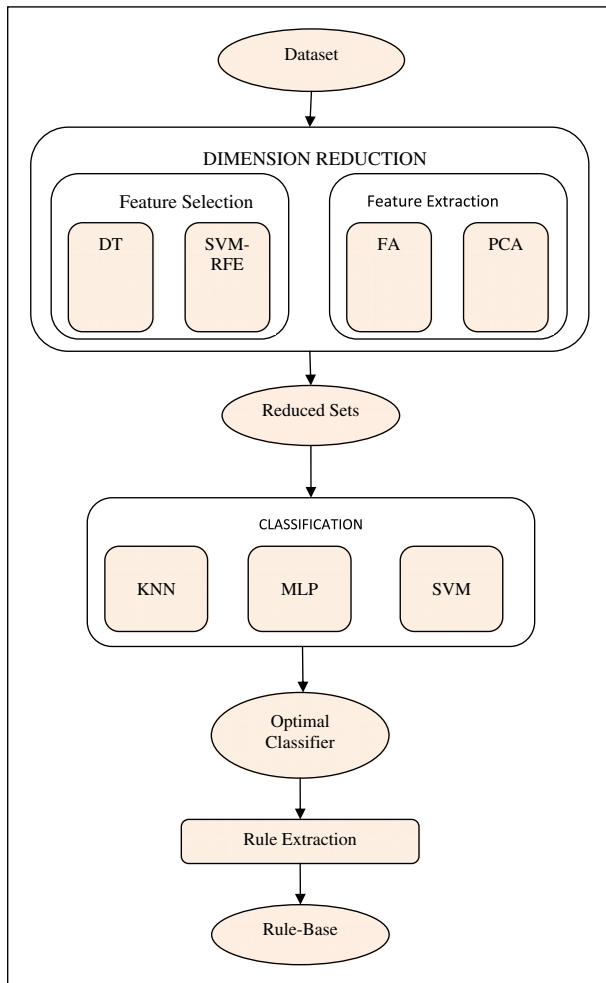 Dataset
DIMENSION REDUCTION
Feature Selection
Feature Extraction
DT
SVM-
RFE
FA
PCA
Reduced Sets
CLASSIFICATION
KNN
MLP
SVM
Optimal
Classifier
Rule Extraction
Rule-Base